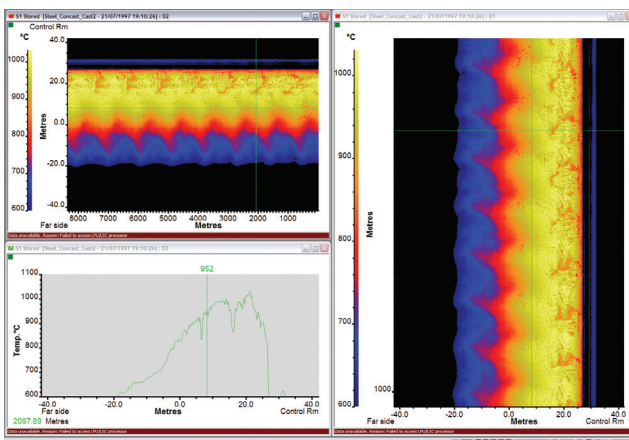 S1 Stored [Steel_Concast_Cast2 - 21/07/1997 19:10:26] : 02
Control Rm
°C
40.0
1000
20.0
900
Metres
0.0
800
-20.0
700
-40.0
600
8000 7000 6000 5000 4000 3000 2000 1000
Far side Metres
Data unavailable. Reason: Failed to access LPU/LSC processor
S1 Stored [Steel_Concast_Cast2 - 21/07/1997 19:10:26] : 03
952
1100
1000
900
Temp.°C
800
700
600
-40.0 -20.0 0.0 20.0 40.0
Far side Metres Control Rm
2097.89 Metres
Data unavailable. Reason: Failed to access LPU/LSC processor
S1 Stored [Steel_Concast_Cast2 - 21/07/1997 19:10:26] : 01
°C
1000
900
Metres
800
700
600
1000
-40.0 -20.0 0.0 20.0 40.0
Far side Metres Control Rm
Data unavailable. Reason: Failed to access LPU/LSC processor